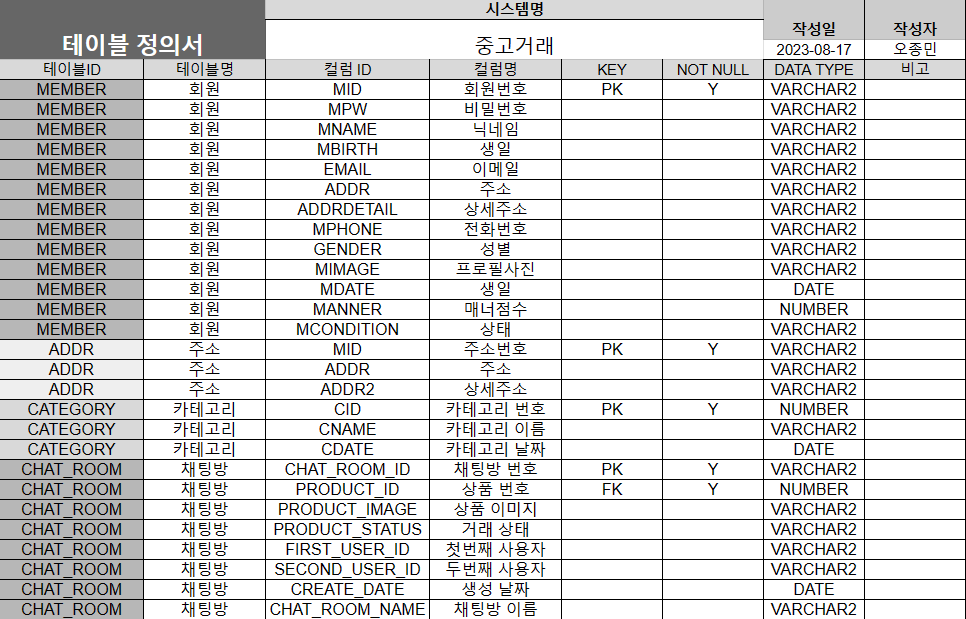 시스템명
작성일 작성자
테이블 정의서 중고거래
2023-08-17 오종민
테이블ID 테이블명 컬럼 ID 컬럼명 KEY NOT NULL DATA TYPE 비고
MEMBER 회원 MID 회원번호 PK Y VARCHAR2
MEMBER 회원 MPW 비밀번호 VARCHAR2
MEMBER 회원 MNAME 닉네임 VARCHAR2
MEMBER 회원 MBIRTH 생일 VARCHAR2
MEMBER 회원 EMAIL 이메일 VARCHAR2
MEMBER 회원 ADDR 주소 VARCHAR2
MEMBER 회원 ADDRDETAIL 상세주소 VARCHAR2
MEMBER 회원 MPHONE 전화번호 VARCHAR2
MEMBER 회원 GENDER 성별 VARCHAR2
MEMBER 회원 MIMAGE 프로필사진 VARCHAR2
MEMBER 회원 MDATE 생일 DATE
MEMBER 회원 MANNER 매너점수 NUMBER
MEMBER 회원 MCONDITION 상태 VARCHAR2
ADDR 주소 MID 주소번호 PK Y VARCHAR2
ADDR 주소 ADDR 주소 VARCHAR2
ADDR 주소 ADDR2 상세주소 VARCHAR2
CATEGORY 카테고리 CID 카테고리 번호 PK Y NUMBER
CATEGORY 카테고리 CNAME 카테고리 이름 VARCHAR2
CATEGORY 카테고리 CDATE 카테고리 날짜 DATE
CHAT_ROOM 채팅방 CHAT_ROOM_ID 채팅방 번호 PK Y VARCHAR2
CHAT_ROOM 채팅방 PRODUCT_ID 상품 번호 FK Y NUMBER
CHAT_ROOM 채팅방 PRODUCT_IMAGE 상품 이미지 VARCHAR2
CHAT_ROOM 채팅방 PRODUCT_STATUS 거래 상태 VARCHAR2
CHAT_ROOM 채팅방 FIRST_USER_ID 첫번째 사용자 VARCHAR2
CHAT_ROOM 채팅방 SECOND_USER_ID 두번째 사용자 VARCHAR2
CHAT_ROOM 채팅방 CREATE_DATE 생성 날짜 DATE
CHAT_ROOM 채팅방 CHAT_ROOM_NAME 채팅방 이름 VARCHAR2